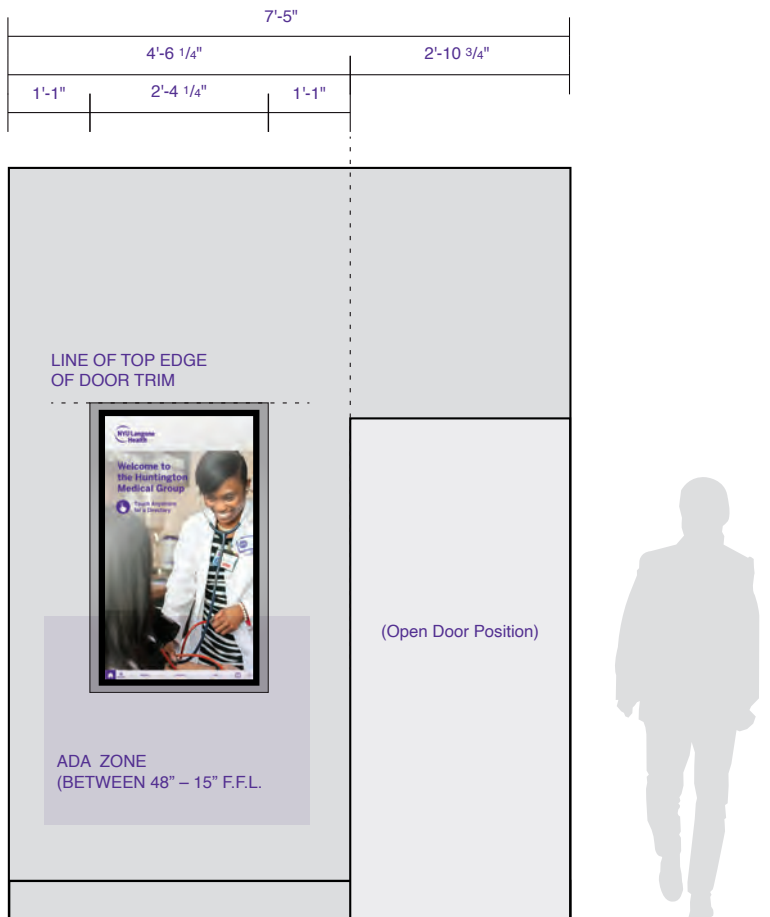 7'-5"
4'-6 1/4"
2'-10 3/4"
1'-1"
2'-4 1/4"
1'-1"
LINE OF TOP EDGE
OF DOOR TRIM
NYU Langone
Health
Welcome to
the Huntington
Medical Group
Touch Anywhere
for a Directory
(Open Door Position)
ADA ZONE
(BETWEEN 48” – 15” F.F.L.